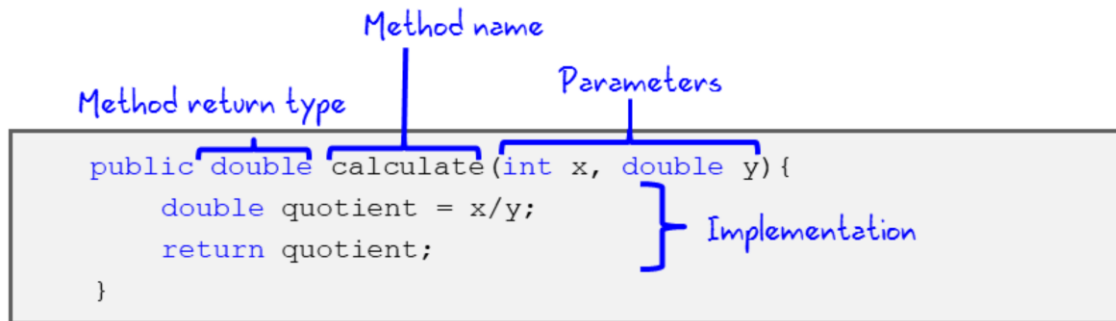 Method name
Parameters
Method return type
public double calculate(int x, double y){
double quotient = x/y;
return quotient;
Implementation
}